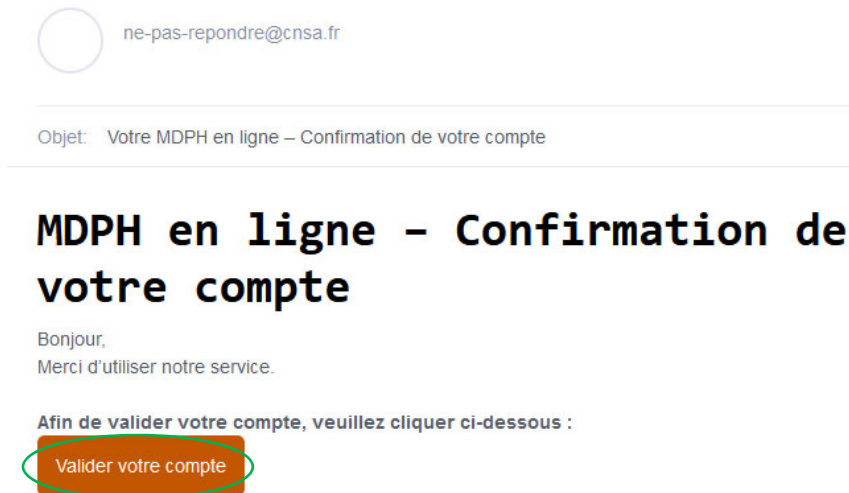 ne-pas-repondre@cnsa.fr
Objet: Votre MDPH en ligne – Confirmation de votre compte
MDPH en ligne – Confirmation de
votre compte
Bonjour,
Merci d'utiliser notre service.
Afin de valider votre compte, veuillez cliquer ci-dessous :
Valider votre compte